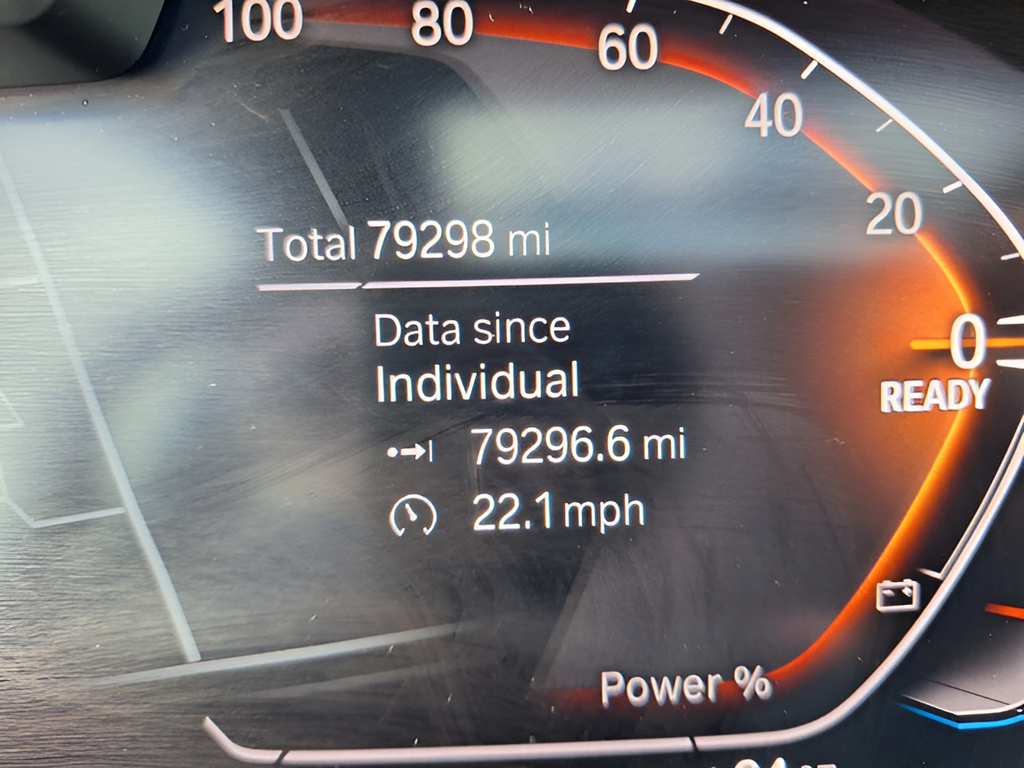 100
80
60
40
20
0
READY
Total 79298 mi
Data since
Individual
79296.6 mi
22.1 mph
Power %